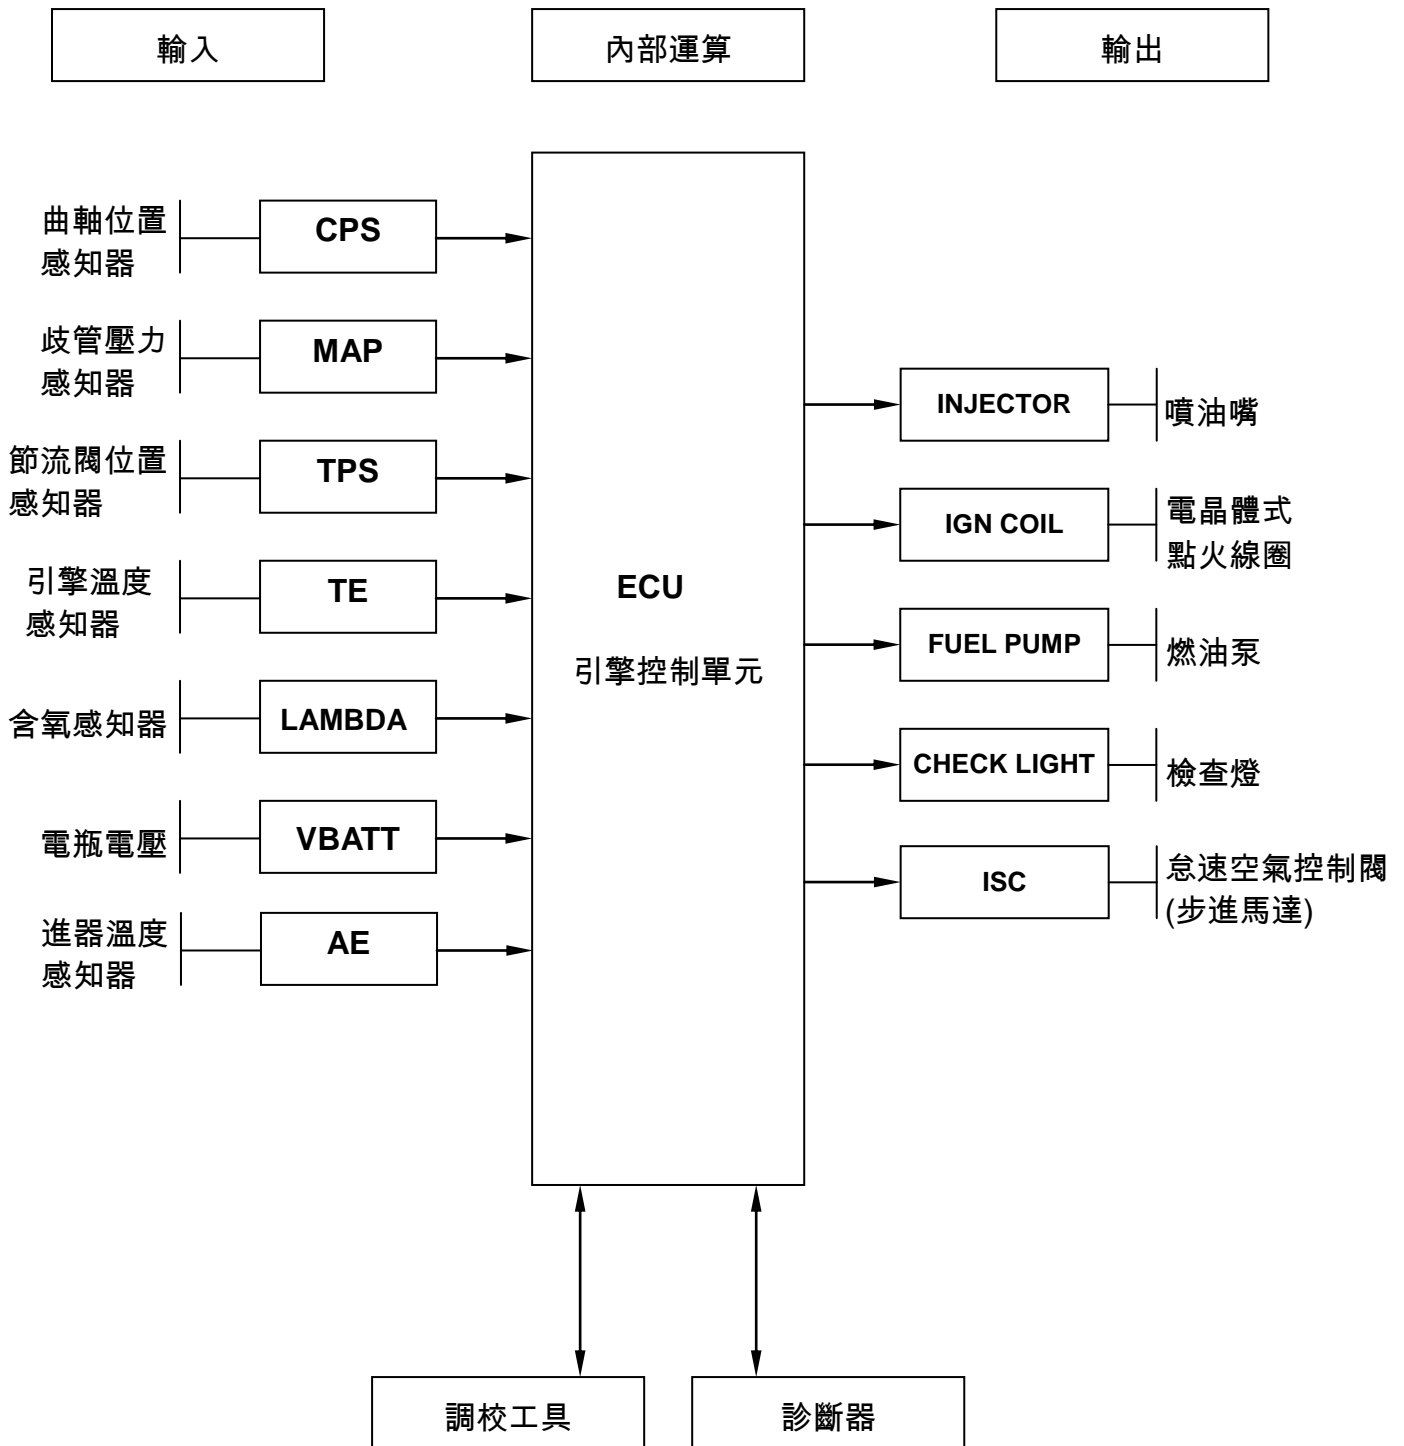 輸入
內部運算
輸出
曲軸位置
感知器
CPS
歧管壓力
感知器
MAP
節流閥位置
感知器
TPS
引擎溫度
感知器
TE
含氧感知器
LAMBDA
電瓶電壓
VBATT
進器溫度
感知器
AE
ECU
引擎控制單元
INJECTOR
噴油嘴
IGN COIL
電晶體式
點火線圈
FUEL PUMP
燃油泵
CHECK LIGHT
檢查燈
ISC
怠速空氣控制閥
(步進馬達)
調校工具
診斷器